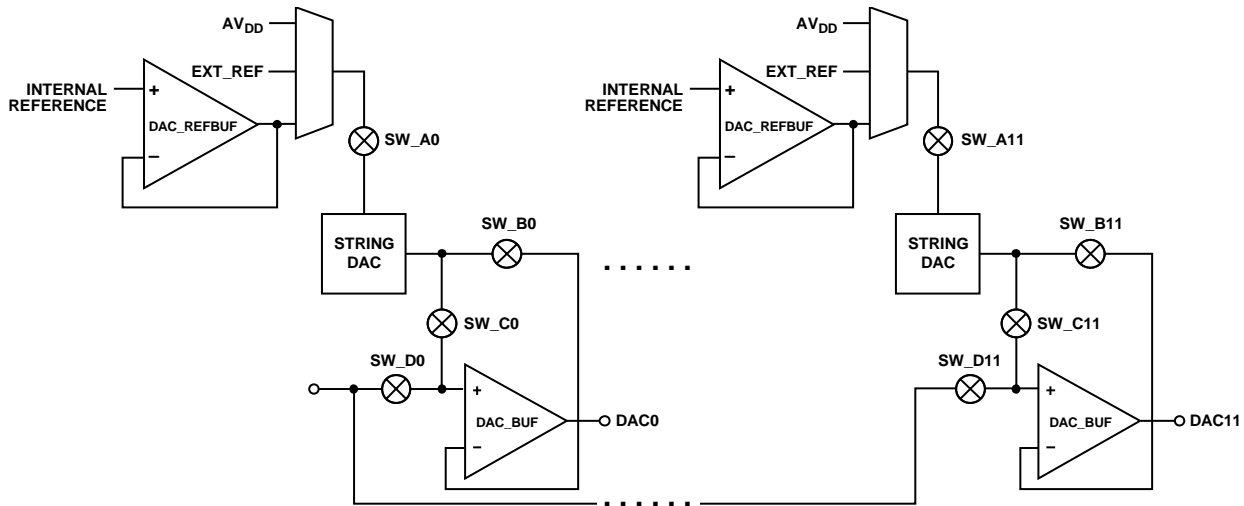 AVDD
EXT_REF
INTERNAL
REFERENCE
+
DAC_REFBUF
−
SW_A0
STRING
DAC
SW_B0
SW_C0
SW_D0
+
DAC_BUF
−
DAC0
......
......
AVDD
EXT_REF
INTERNAL
REFERENCE
+
DAC_REFBUF
−
SW_A11
STRING
DAC
SW_B11
SW_C11
SW_D11
+
DAC_BUF
−
DAC11